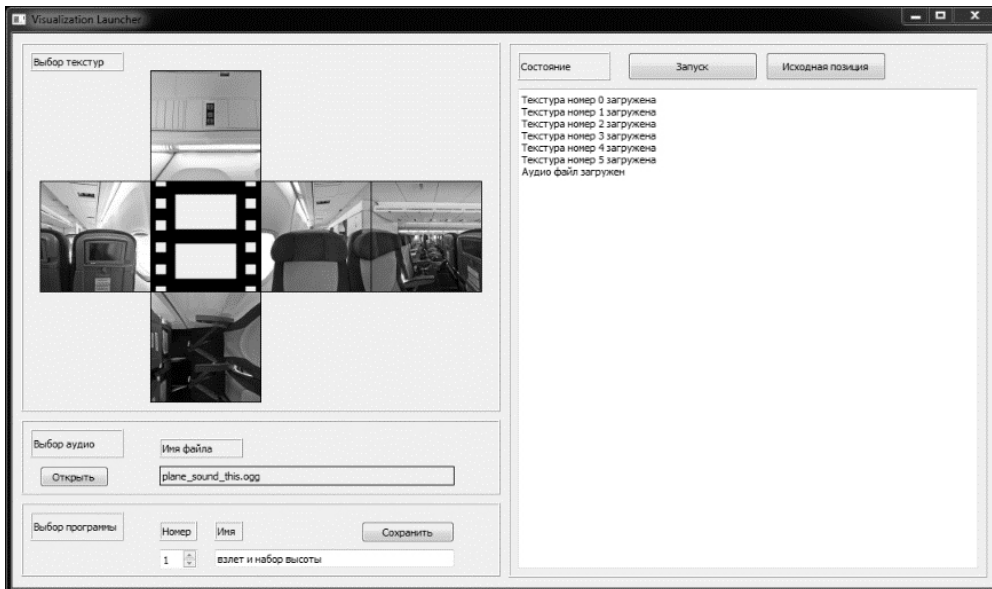 Visualization Launcher
Выбор текстур
Состояние
Запуск
Исходная позиция
Текстура номер 0 загружена
Текстура номер 1 загружена
Текстура номер 2 загружена
Текстура номер 3 загружена
Текстура номер 4 загружена
Текстура номер 5 загружена
Аудио файл загружен
Выбор аудио
Имя файла
Открыть
plane_sound_this.ogg
Выбор программы
Номер
Имя
Сохранить
1
взлет и набор высоты